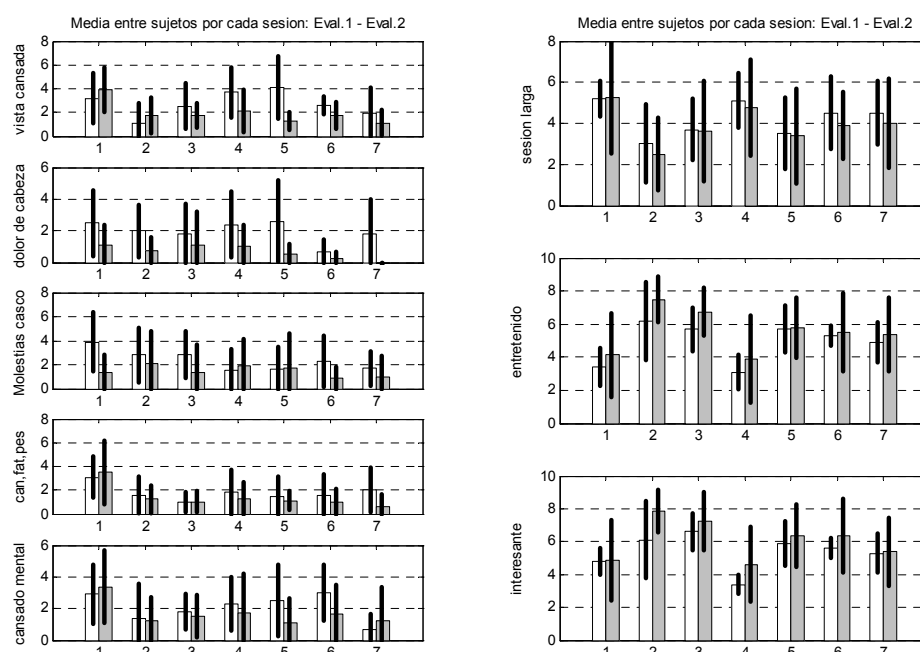 Media entre sujetos por cada sesion: Eval.1 - Eval.2
8
6
4
2
0
vista cansada
1 2 3 4 5 6 7
6
4
2
0
dolor de cabeza
1 2 3 4 5 6 7
8
6
4
2
0
Molestias casco
1 2 3 4 5 6 7
8
6
4
2
0
can,fat,pes
1 2 3 4 5 6 7
6
4
2
0
cansado mental
1 2 3 4 5 6 7
Media entre sujetos por cada sesion: Eval.1 - Eval.2
8
6
4
2
0
sesion larga
1 2 3 4 5 6 7
10
8
6
4
2
0
entretenido
1 2 3 4 5 6 7
10
8
6
4
2
0
interesante
1 2 3 4 5 6 7